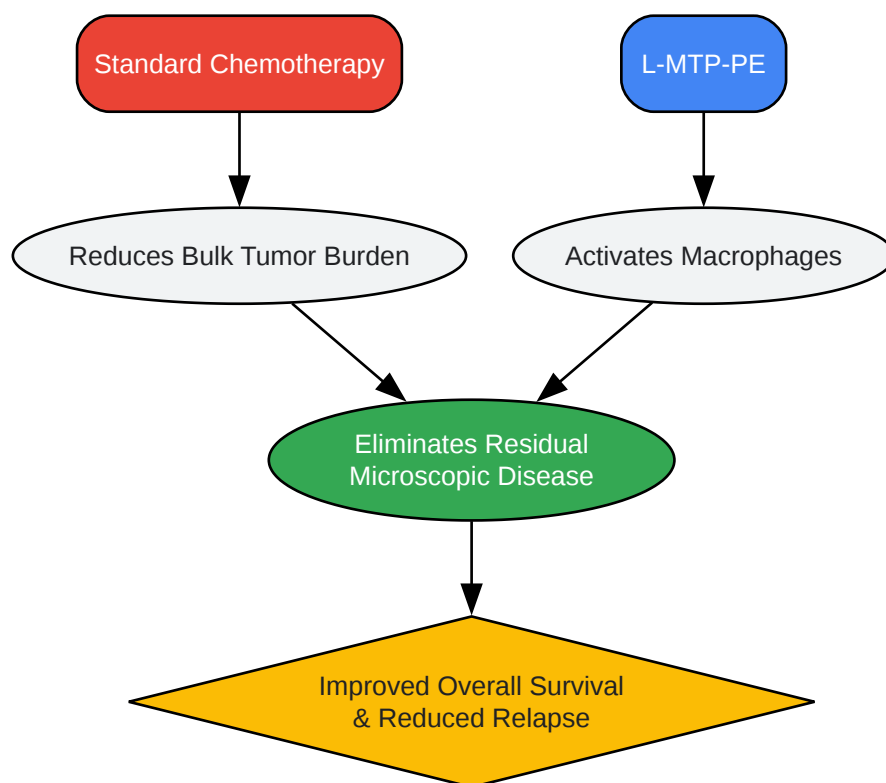 Standard Chemotherapy
L-MTP-PE
Reduces Bulk Tumor Burden
Activates Macrophages
Eliminates Residual
Microscopic Disease
Improved Overall Survival
& Reduced Relapse